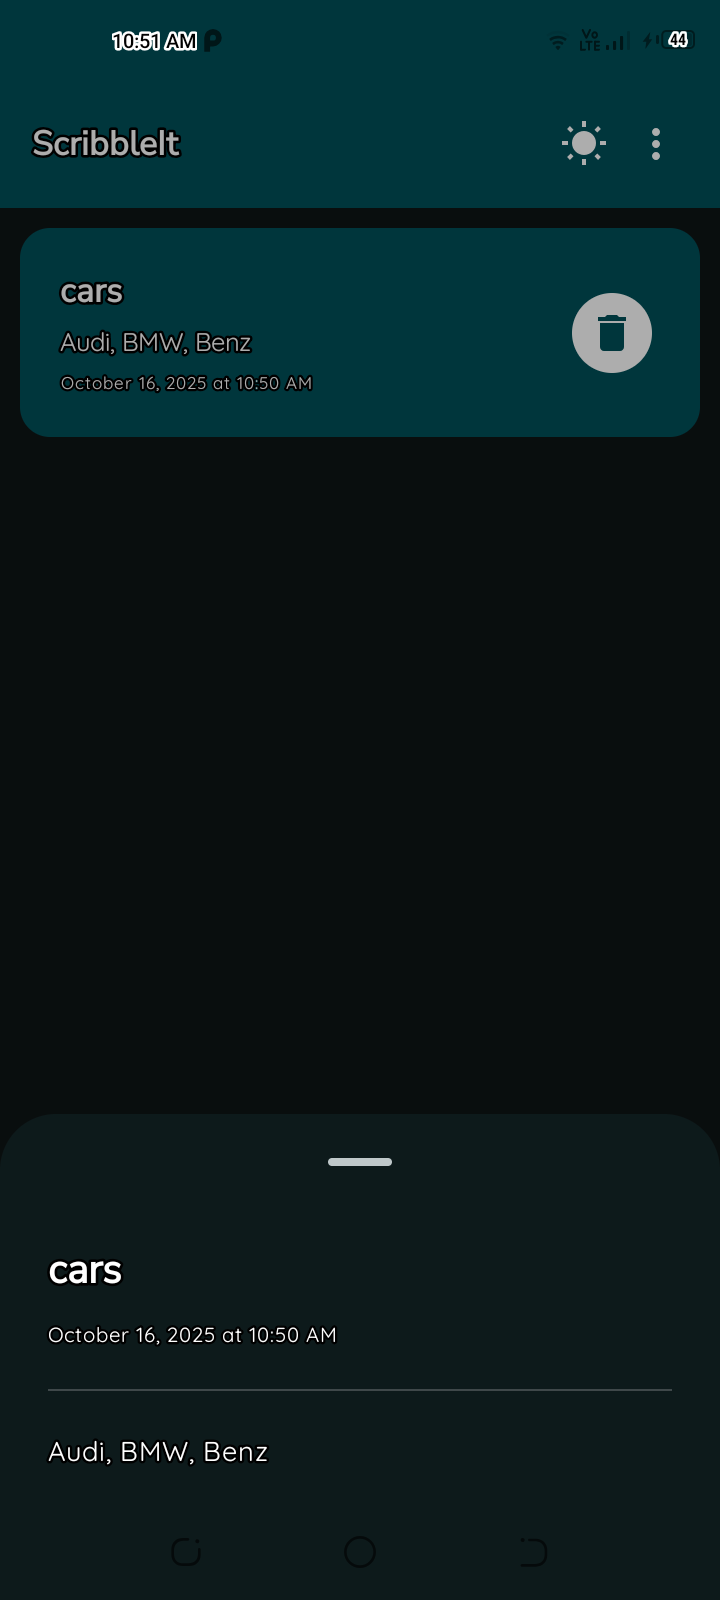 10:51 AM
Vo LTE
44
ScribbleIt
cars
Audi, BMW, Benz
October 16, 2025 at 10:50 AM
cars
October 16, 2025 at 10:50 AM
Audi, BMW, Benz